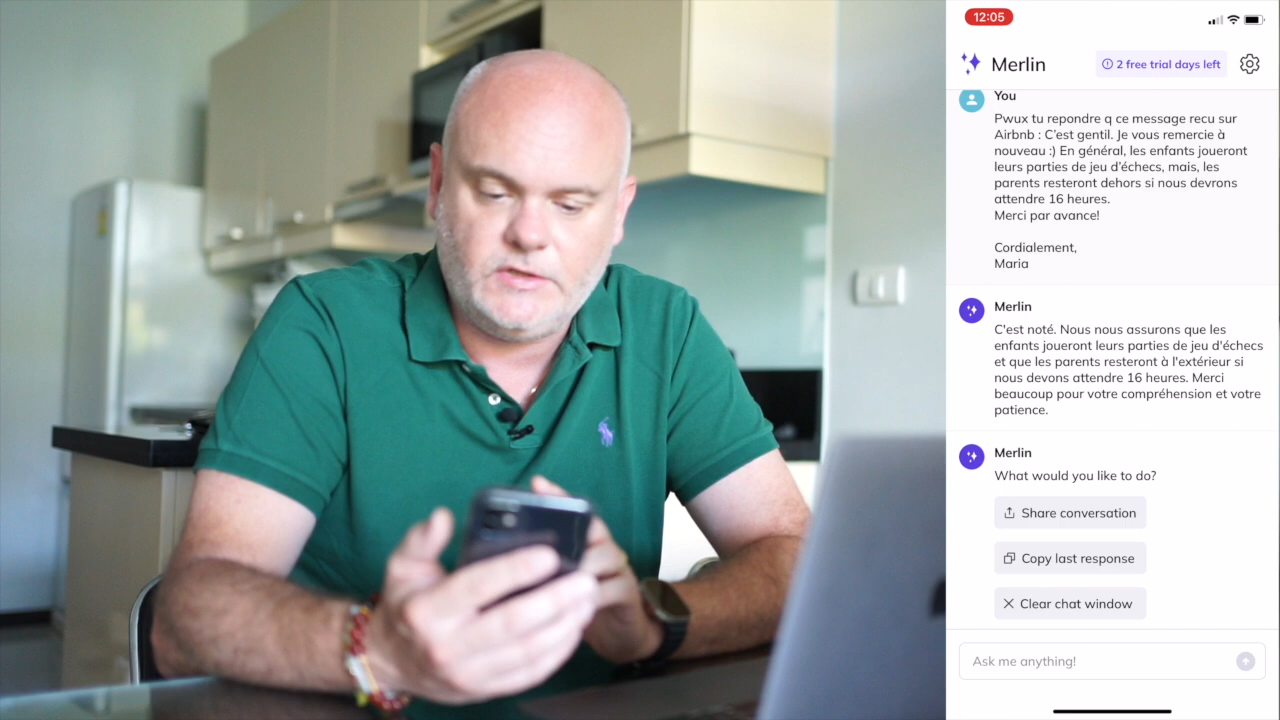 12:05
Merlin
2 free trial days left
You
Pwux tu repondre q ce message recu sur
Airbnb : C'est gentil. Je vous remercie à
nouveau :) En général, les enfants joueront
leurs parties de jeu d'échecs, mais, les
parents resteront dehors si nous devrons
attendre 16 heures.
Merci par avance!
Cordialement,
Maria
Merlin
C'est noté. Nous nous assurons que les
enfants joueront leurs parties de jeu d'échecs
et que les parents resteront à l'extérieur si
nous devons attendre 16 heures. Merci
beaucoup pour votre compréhension et votre
patience.
Merlin
What would you like to do?
Share conversation
Copy last response
Clear chat window
Ask me anything!